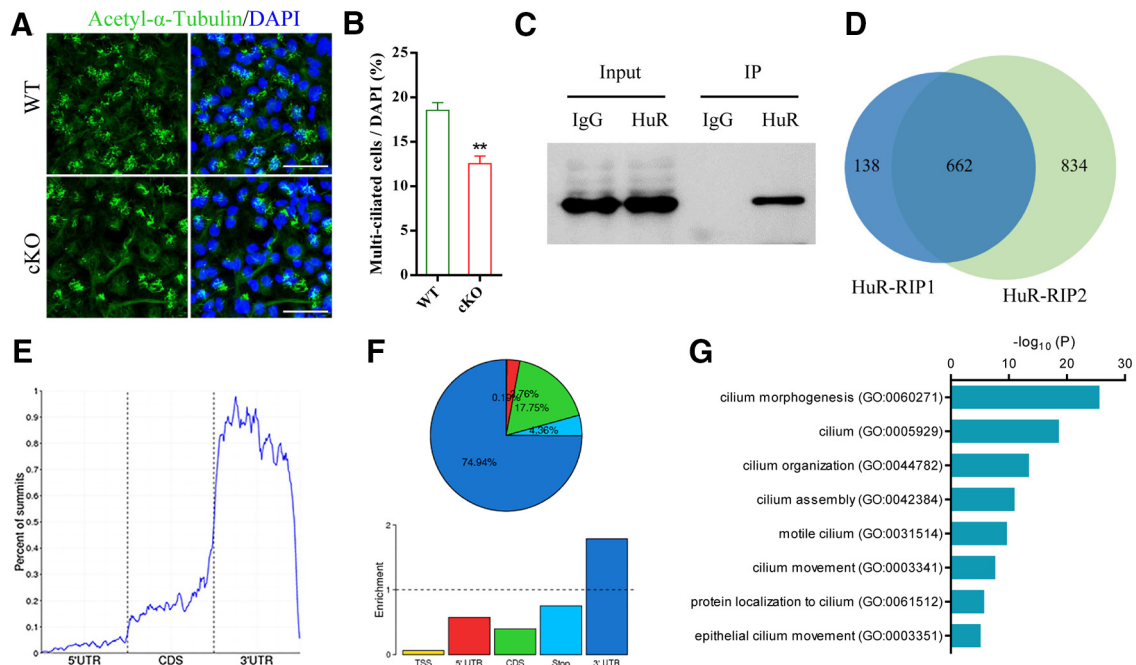 A
Acetyl-α-Tubulin/DAPI
WT
cKO
B
Multi-ciliated cells / DAPI (%)
25
20
15
10
5
0
**
WT
cKO
C
Input
IP
IgG
HuR
IgG
HuR
D
138
662
834
HuR-RIP1
HuR-RIP2
E
Percent of summits
1
0.9
0.8
0.7
0.6
0.5
0.4
0.3
0.2
0.1
0
5'UTR
CDS
3'UTR
F
0.19%
2.76%
17.75%
4.36%
74.94%
Enrichment
2
1
0
TSS
5' UTR
CDS
Stop
3' UTR
G
-log10 (P)
0
10
20
30
cilium morphogenesis (GO:0060271)
cilium (GO:0005929)
cilium organization (GO:0044782)
cilium assembly (GO:0042384)
motile cilium (GO:0031514)
cilium movement (GO:0003341)
protein localization to cilium (GO:0061512)
epithelial cilium movement (GO:0003351)